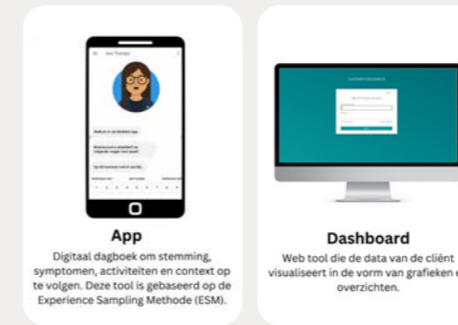 App
Digitaal dagboek om stemming,
symptomen, activiteiten en context op
te volgen. Deze tool is gebaseerd op de
Experience Sampling Methode (ESM).
Dashboard
Web tool die de data van de cliënt
visualiseert in de vorm van grafieken e
overzichten.